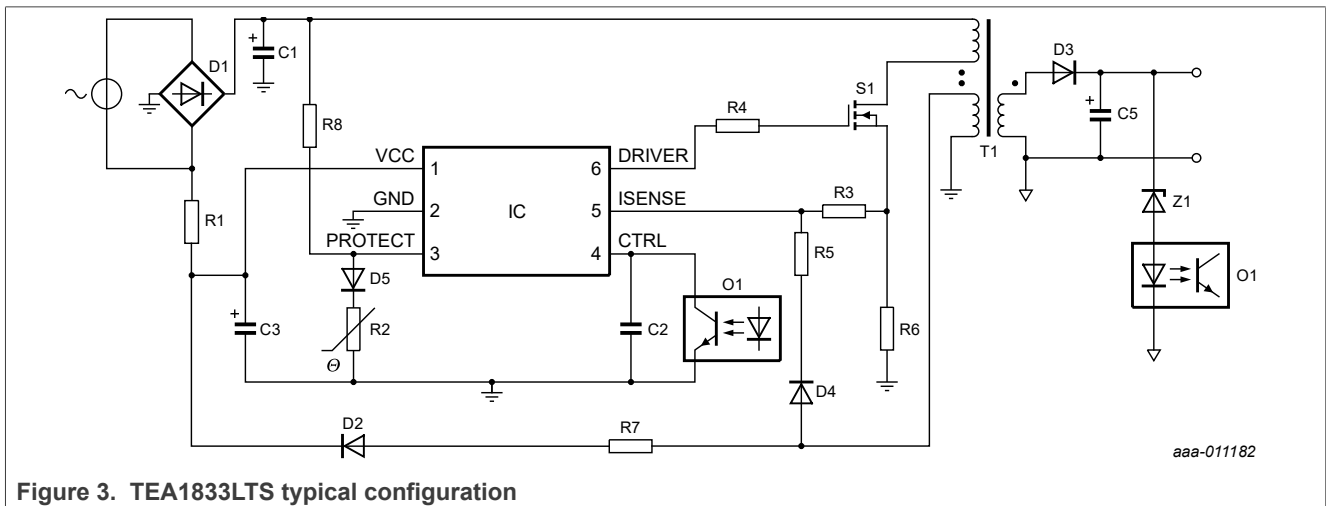 D1
C1
R8
R1
VCC
1
GND
2
PROTECT
3
IC
DRIVER
6
ISENSE
5
CTRL
4
R4
S1
R3
R5
R6
T1
D3
C5
Z1
O1
+
+
+
C3
D5
R2
Θ
C2
O1
D4
D2
R7
aaa-011182
Figure 3. TEA1833LTS typical configuration